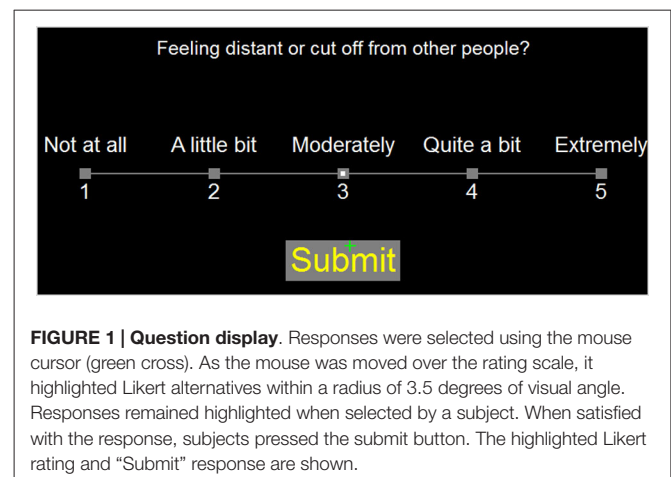 Feeling distant or cut off from other people?
Not at all A little bit Moderately Quite a bit Extremely
1 2 3 4 5
Submit
FIGURE 1 | Question display. Responses were selected using the mouse
cursor (green cross). As the mouse was moved over the rating scale, it
highlighted Likert alternatives within a radius of 3.5 degrees of visual angle.
Responses remained highlighted when selected by a subject. When satisfied
with the response, subjects pressed the submit button. The highlighted Likert
rating and “Submit” response are shown.